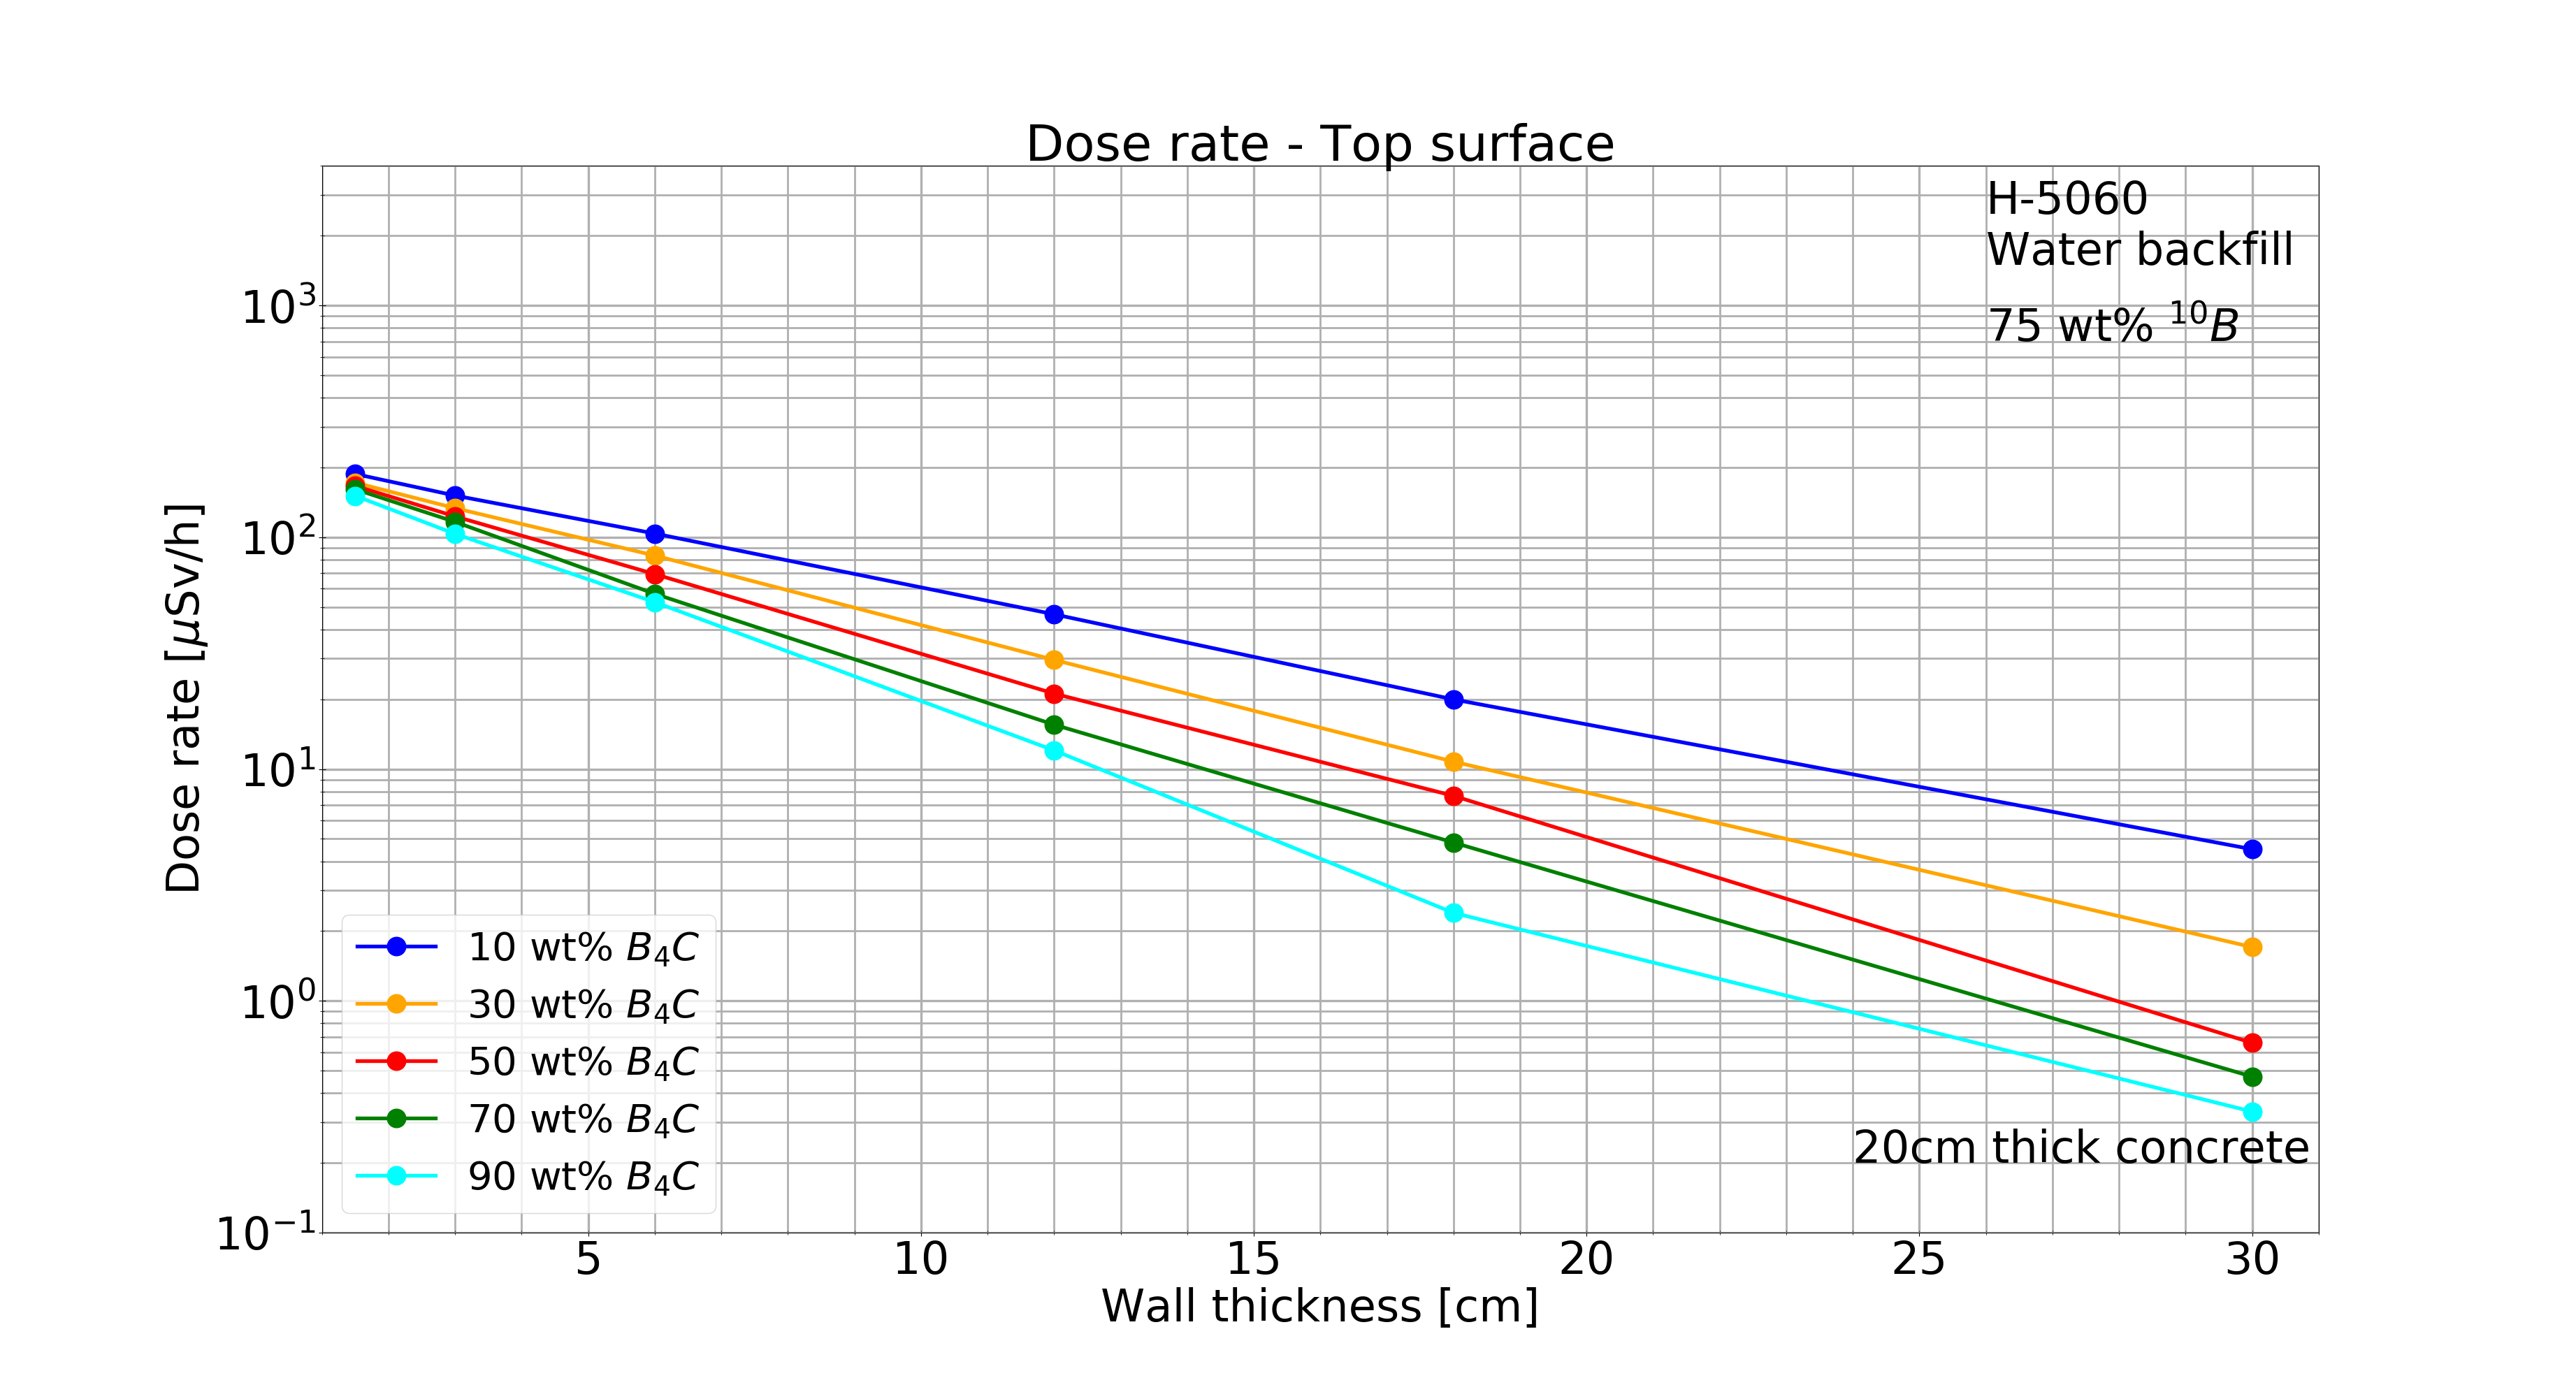 Dose rate - Top surface
H-5060
Water backfill
75 wt% ¹⁰B
10³
10²
10¹
10⁰
10⁻¹
Dose rate [μSv/h]
10 wt% B₄C
30 wt% B₄C
50 wt% B₄C
70 wt% B₄C
90 wt% B₄C
20cm thick concrete
5 10 15 20 25 30
Wall thickness [cm]